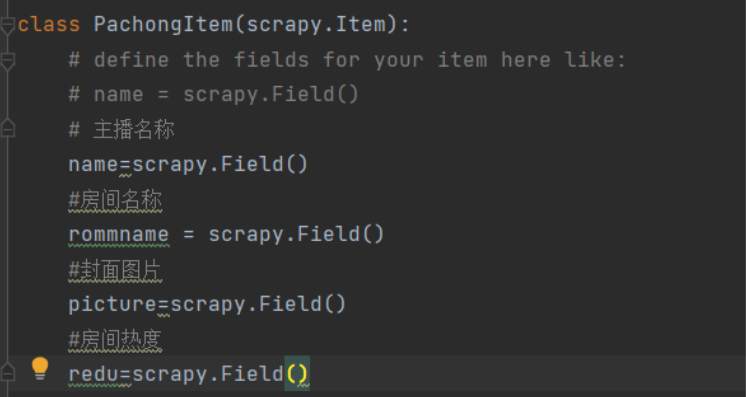 class PachongItem(scrapy.Item):
# define the fields for your item here like:
# name = scrapy.Field()
# 主播名称
name=scrapy.Field()
#房间名称
rommname = scrapy.Field()
#封面图片
picture=scrapy.Field()
#房间热度
redu=scrapy.Field()